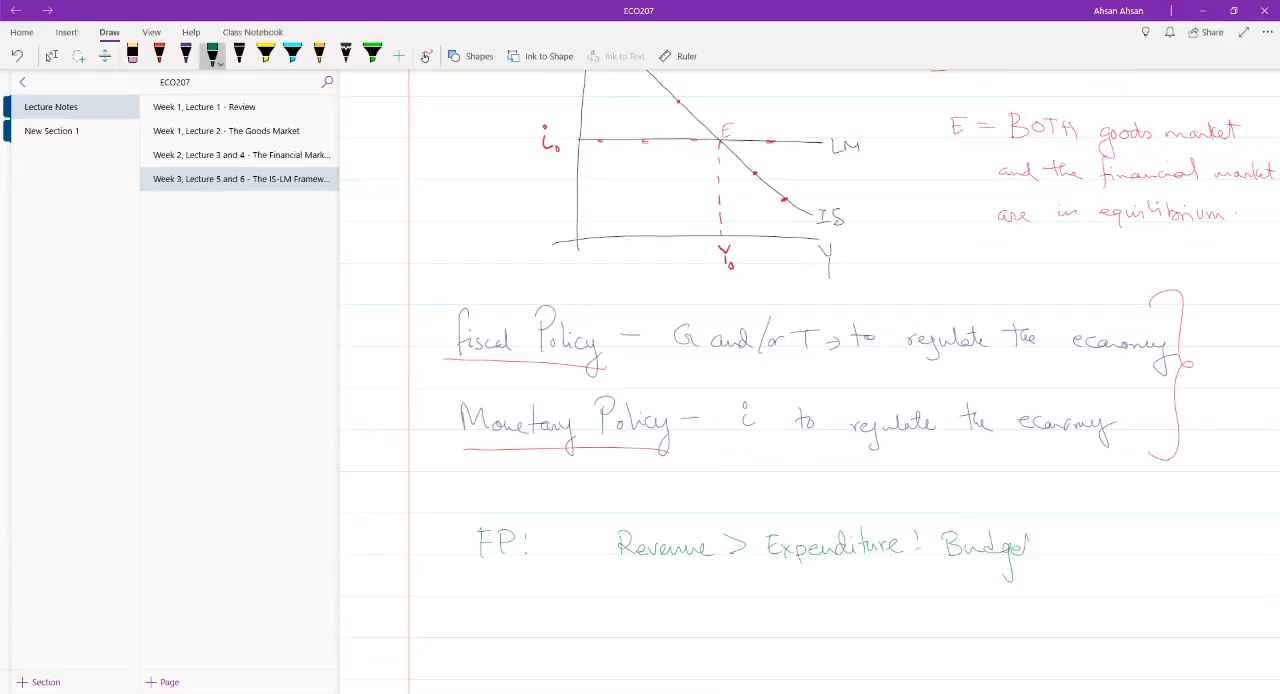 ECO207
Ahsan Ahsan
Home Insert Draw View Help Class Notebook
Share
Shapes Ink to Shape Ink to Text Ruler
ECO207
Lecture Notes
New Section 1
Week 1, Lecture 1 - Review
Week 1, Lecture 2 - The Goods Market
Week 2, Lecture 3 and 4 - The Financial Mark...
Week 3, Lecture 5 and 6 - The IS-LM Framew...
i₀
E
LM
IS
Y₀
Y
E = BOTH goods market
and the financial market
are in equilibrium.
Fiscal Policy - G and/or T → to regulate the economy
Monetary Policy - i to regulate the economy
FP: Revenue > Expenditure: Budget
+ Section
+ Page